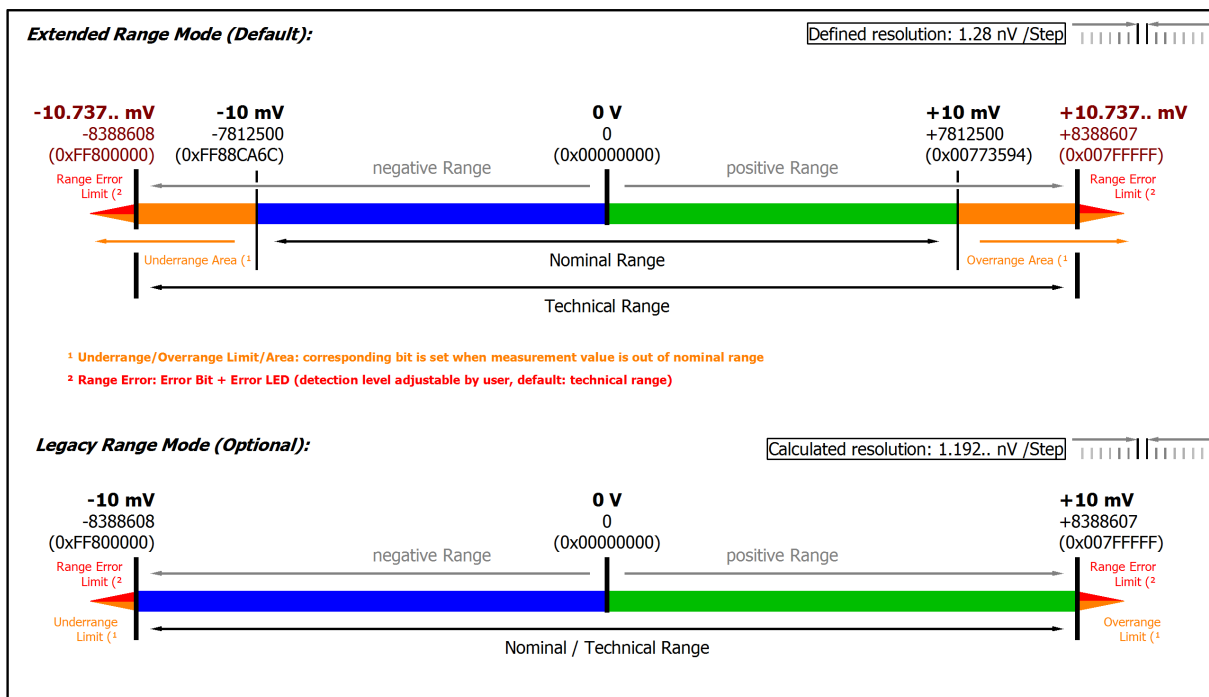 Extended Range Mode (Default):
Defined resolution: 1.28 nV /Step
-10.737.. mV
-8388608
(0xFF800000)
-10 mV
-7812500
(0xFF88CA6C)
0 V
0
(0x00000000)
+10 mV
+7812500
(0x00773594)
+10.737.. mV
+8388607
(0x007FFFFF)
negative Range
positive Range
Range Error
Limit (²
Range Error
Limit (²
Underrange Area (¹
Nominal Range
Overrange Area (¹
Technical Range
¹ Underrange/Overrange Limit/Area: corresponding bit is set when measurement value is out of nominal range
² Range Error: Error Bit + Error LED (detection level adjustable by user, default: technical range)
Legacy Range Mode (Optional):
Calculated resolution: 1.192.. nV /Step
-10 mV
-8388608
(0xFF800000)
0 V
0
(0x00000000)
+10 mV
+8388607
(0x007FFFFF)
negative Range
positive Range
Range Error
Limit (²
Range Error
Limit (²
Underrange
Limit (¹
Overrange
Limit (¹
Nominal / Technical Range